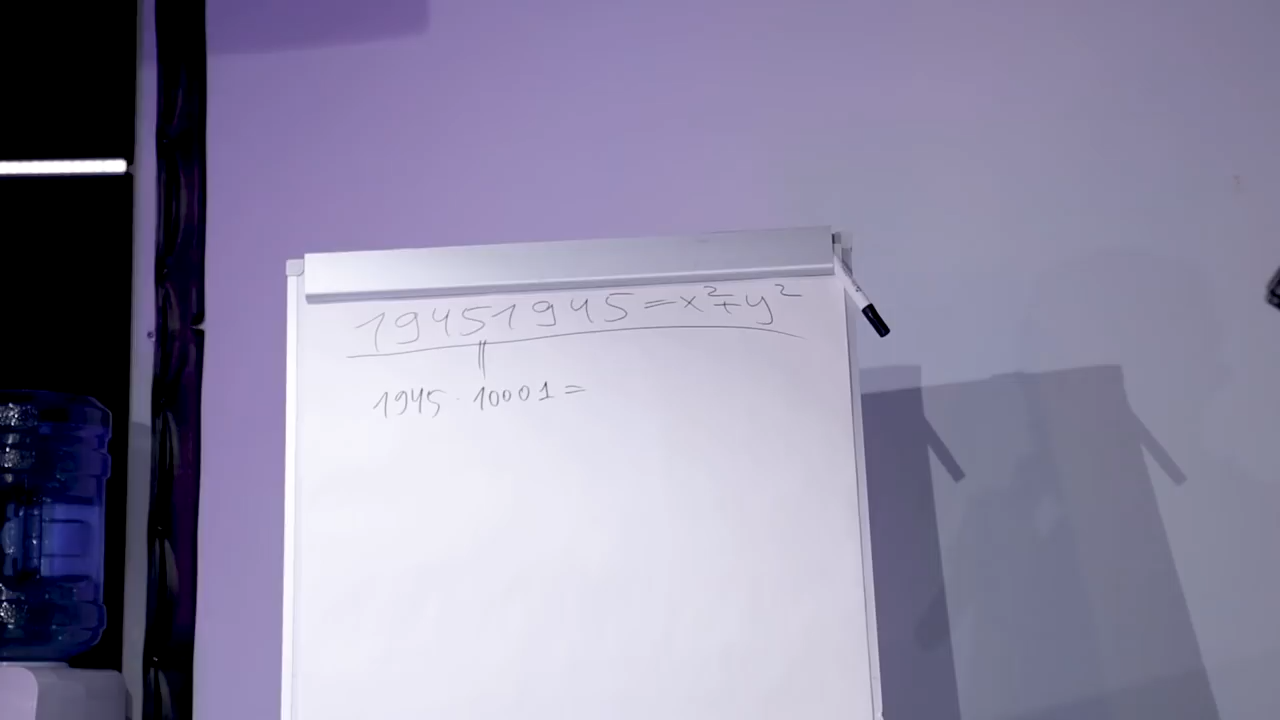 19451945=x²+y²
||
1945 · 10001 =